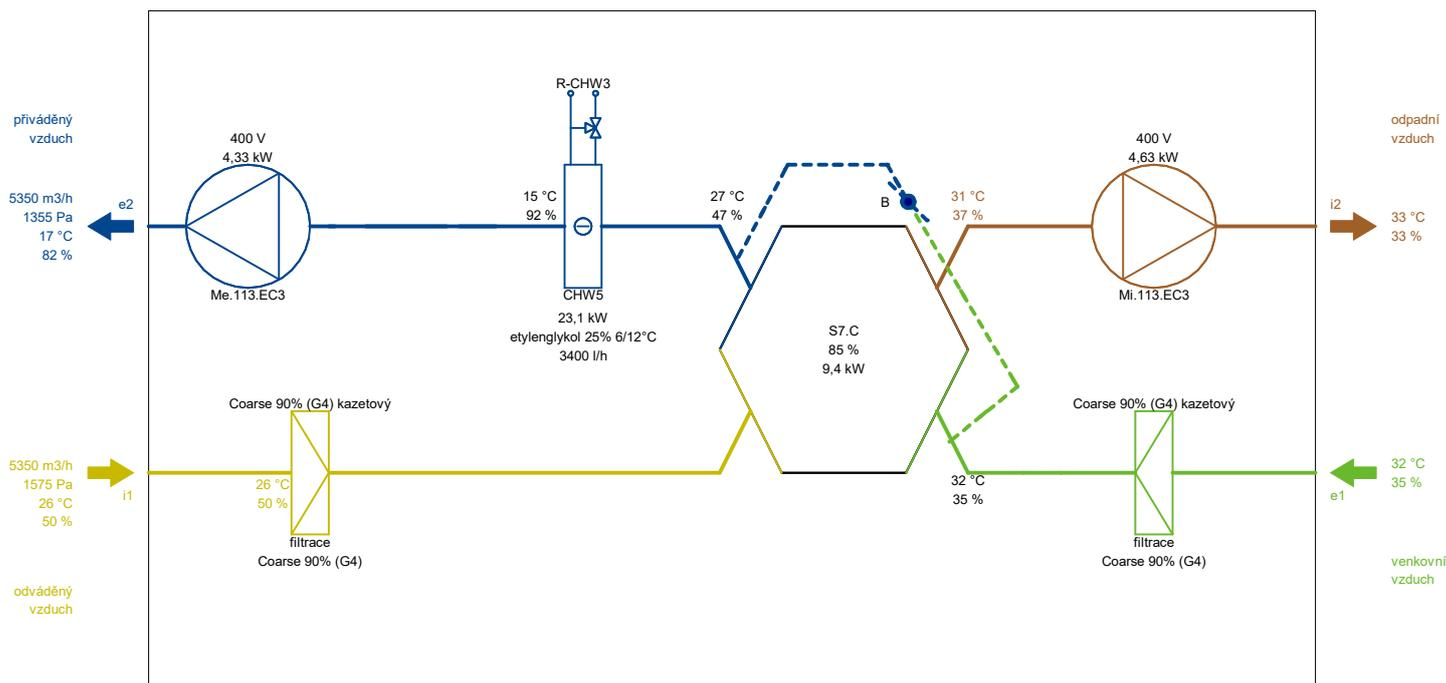 R-CHW3
přiváděný
vzduch
400 V
4,33 kW
400 V
4,63 kW
odpadní
vzduch
5350 m3/h
1355 Pa
17 °C
82 %
e2
15 °C
92 %
27 °C
47 %
B
31 °C
37 %
i2
33 °C
33 %
Me.113.EC3
CHW5
23,1 kW
etylenglykol 25% 6/12°C
3400 l/h
Mi.113.EC3
S7.C
85 %
9,4 kW
Coarse 90% (G4) kazetový
Coarse 90% (G4) kazetový
5350 m3/h
1575 Pa
26 °C
50 %
i1
26 °C
50 %
32 °C
35 %
e1
32 °C
35 %
filtrace
Coarse 90% (G4)
filtrace
Coarse 90% (G4)
odváděný
vzduch
venkovní
vzduch